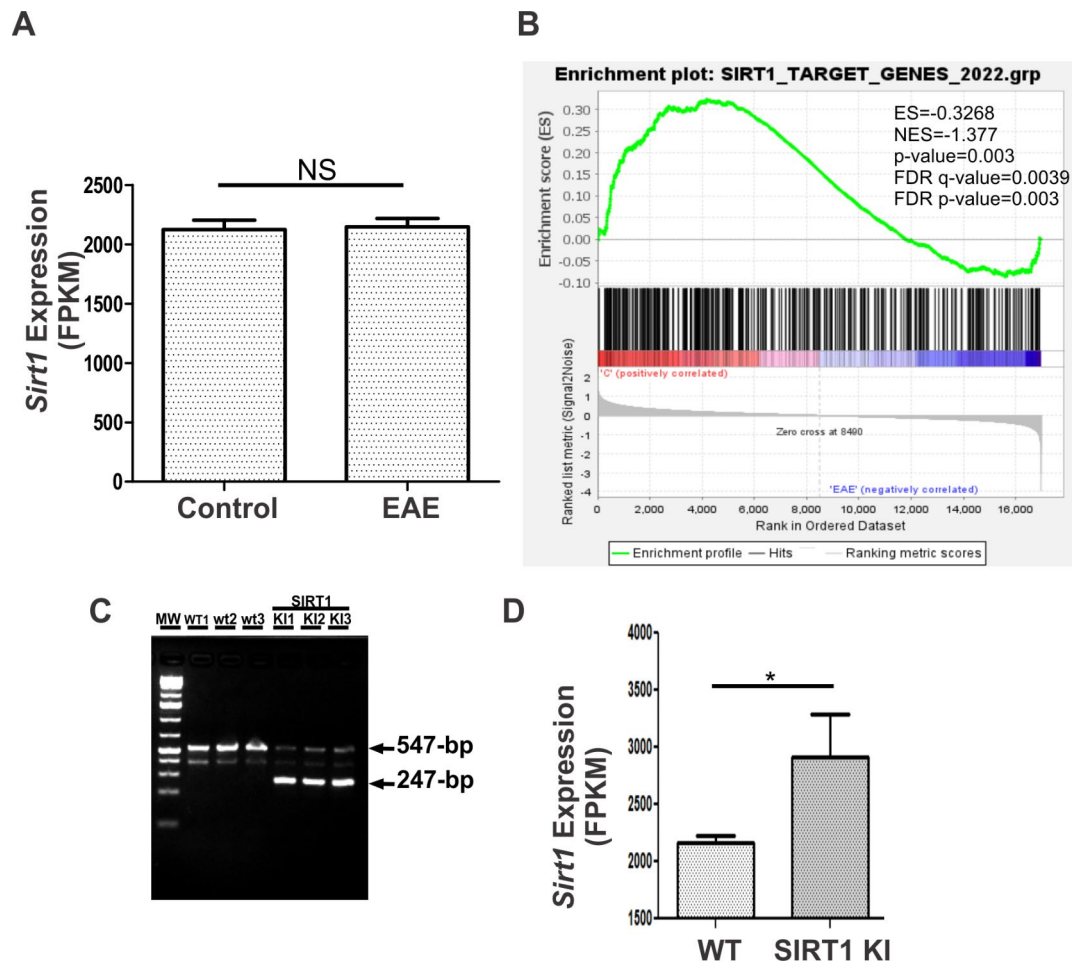 A
NS
Sirt1 Expression
(FPKM)
2500
2000
1500
1000
500
0
Control
EAE
B
Enrichment plot: SIRT1_TARGET_GENES_2022.grp
Enrichment score (ES)
0.30
0.25
0.20
0.15
0.10
0.05
0.00
-0.05
-0.10
ES=-0.3268
NES=-1.377
p-value=0.003
FDR q-value=0.0039
FDR p-value=0.003
Ranked list metric (Signal2Noise)
'C' (positively correlated)
2
1
0
-1
-2
-3
-4
Zero cross at 8490
'EAE' (negatively correlated)
0
2,000
4,000
6,000
8,000
10,000
12,000
14,000
16,000
Rank in Ordered Dataset
Enrichment profile
Hits
Ranking metric scores
C
SIRT1
MW WT1 wt2 wt3 KI1 KI2 KI3
547-bp
247-bp
D
Sirt1 Expression
(FPKM)
4000
3500
3000
2500
2000
1500
*
WT
SIRT1 KI